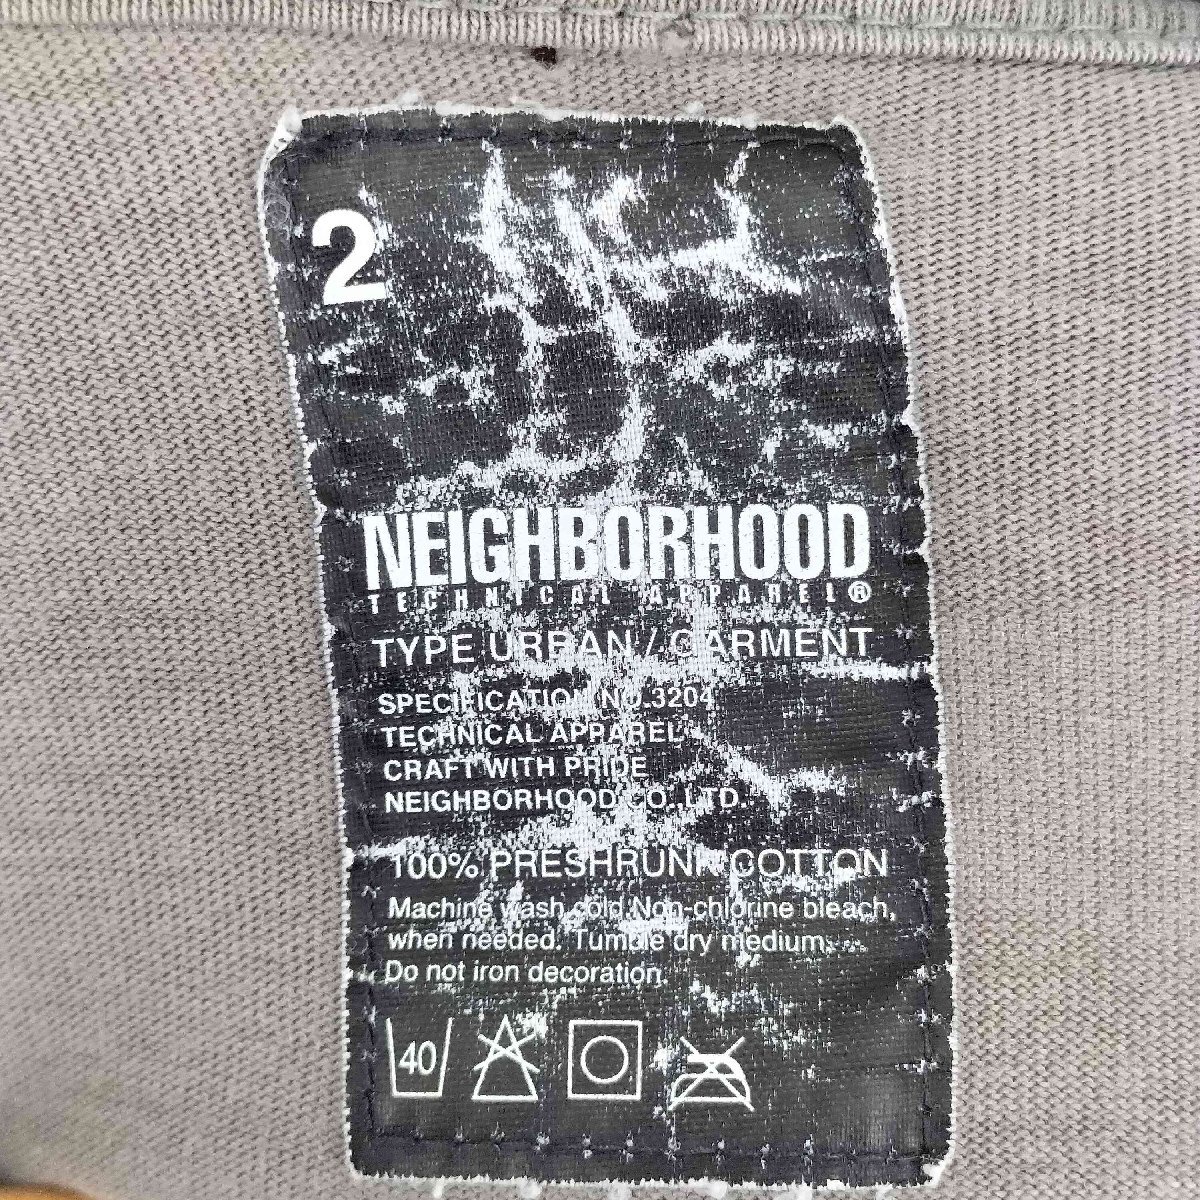 2
NEIGHBORHOOD
TECHNICAL APPAREL®
TYPE URBAN / GARMENT
SPECIFICATION NO.3204
TECHNICAL APPAREL
CRAFT WITH PRIDE
NEIGHBORHOOD CO.,LTD.
100% PRESHRUNK COTTON
Machine wash cold.Non-chlorine bleach,
when needed. Tumble dry medium.
Do not iron decoration.
40